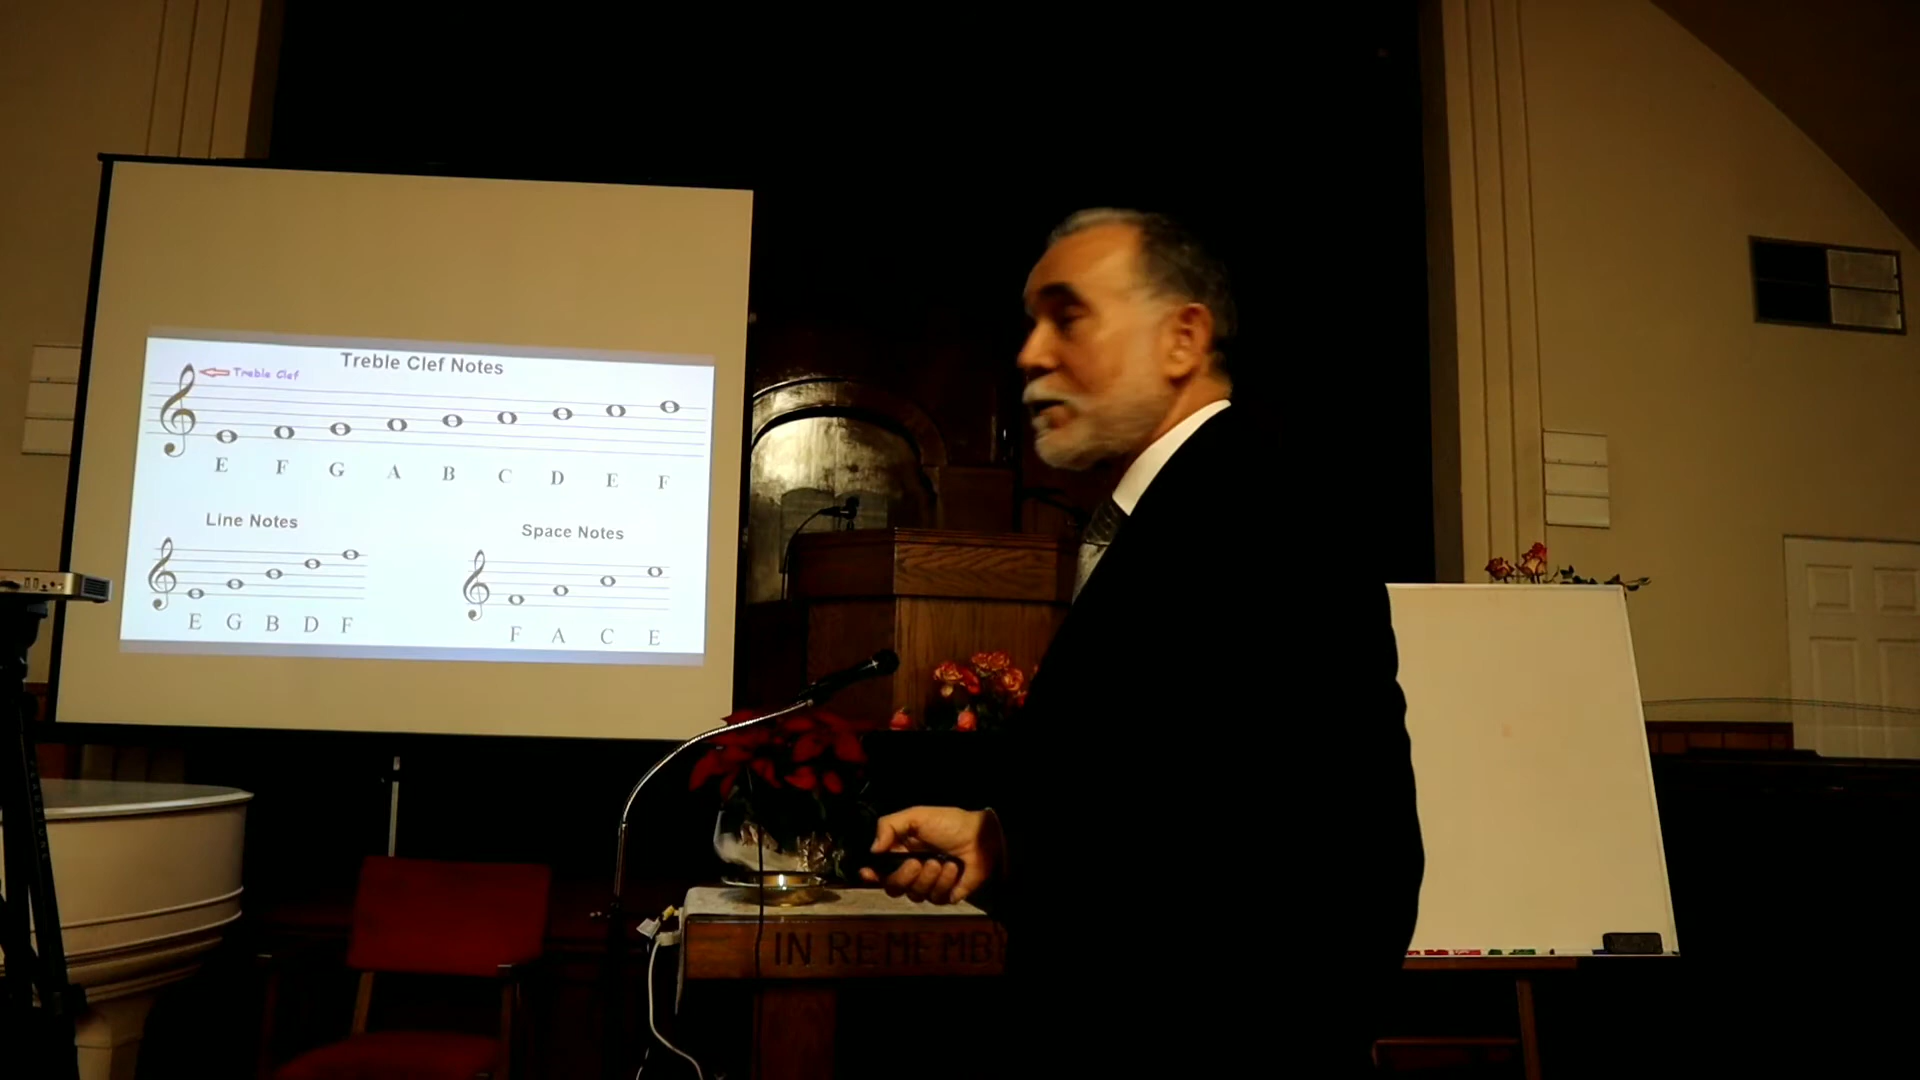 Treble Clef Notes
Treble Clef
E F G A B C D E F
Line Notes
Space Notes
E G B D F
F A C E
IN REMEMB